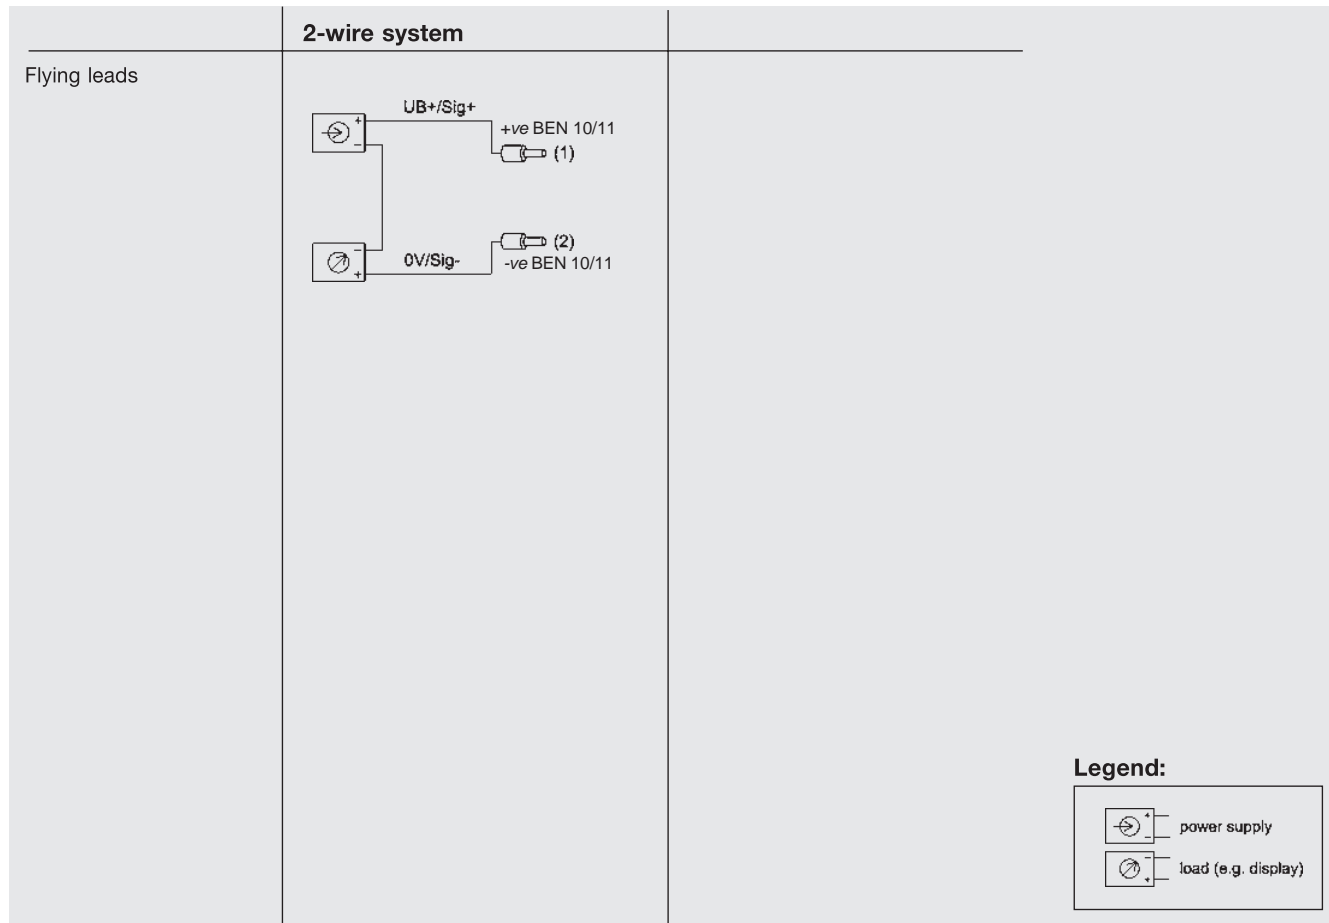 2-wire system
Flying leads
UB+/Sig+
+ve BEN 10/11
+
(1)
−
−
(2)
0V/Sig-
-ve BEN 10/11
+
Legend:
+
power supply
−
−
load (e.g. display)
+